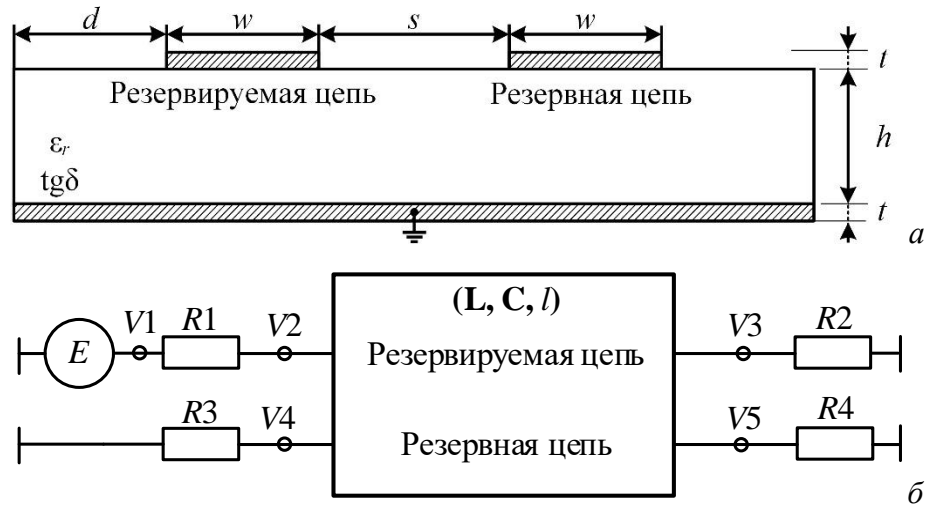 d w s w
t
Резервируемая цепь Резервная цепь
h
εr
tgδ
t
а
(L, C, l)
E V1 R1 V2 V3 R2
Резервируемая цепь
R3 V4 V5 R4
Резервная цепь
б